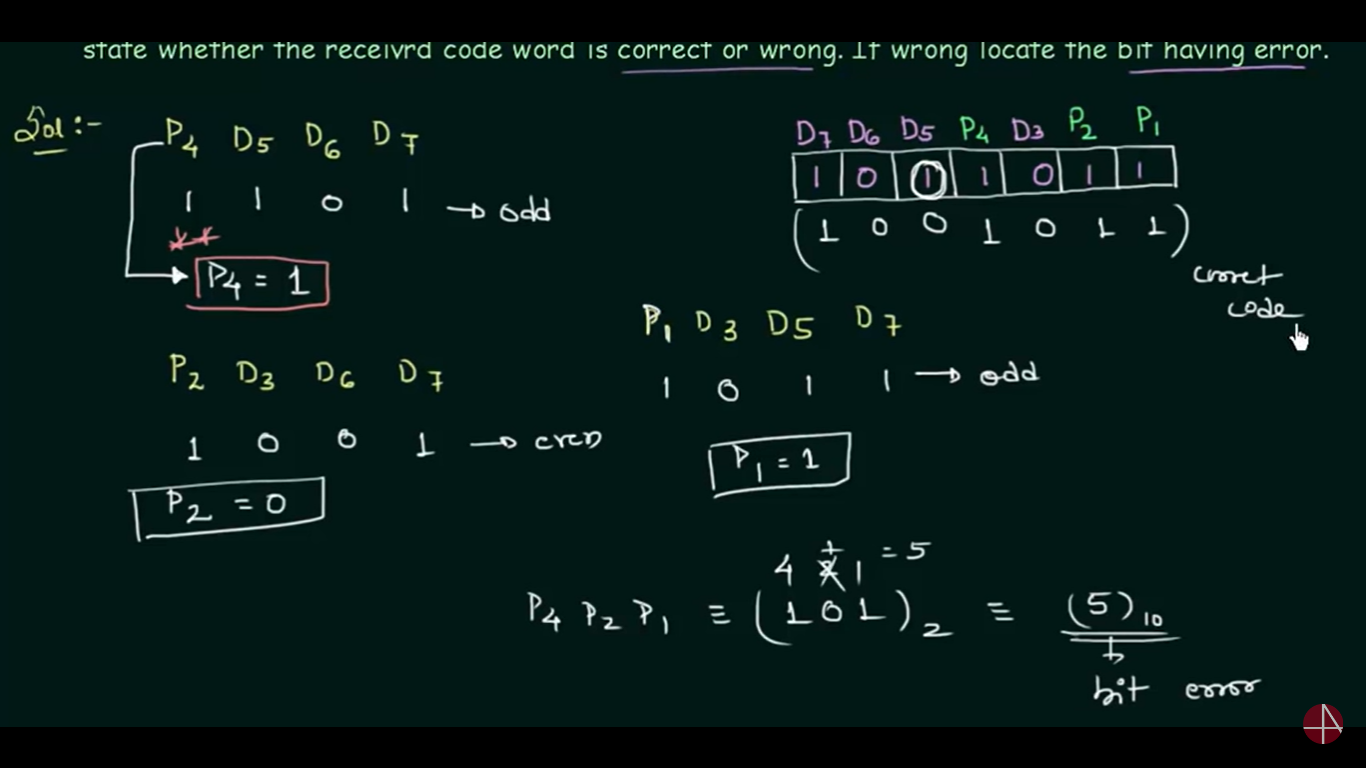 state whether the receivrd code word is correct or wrong. If wrong locate the bit having error.
Sol :-
P4 D5 D6 D7
1 1 0 1 → odd
P4 = 1
D7 D6 D5 P4 D3 P2 P1
1 0 1 1 0 1 1
(1 0 0 1 0 1 1)
correct
code
P2 D3 D6 D7
1 0 0 1 → even
P2 = 0
P1 D3 D5 D7
1 0 1 1 → odd
P1 = 1
4 + 1 = 5
P4 P2 P1 ≡ (1 0 1)2 ≡ (5)10
bit error